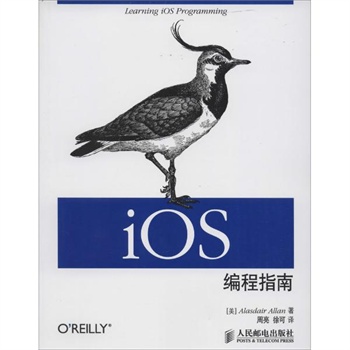 Learning iOS Programming
iOS
编程指南
[美] Alasdair Allan 著
周亮 徐可 译
O'REILLY®
人民邮电出版社
POSTS & TELECOM PRESS